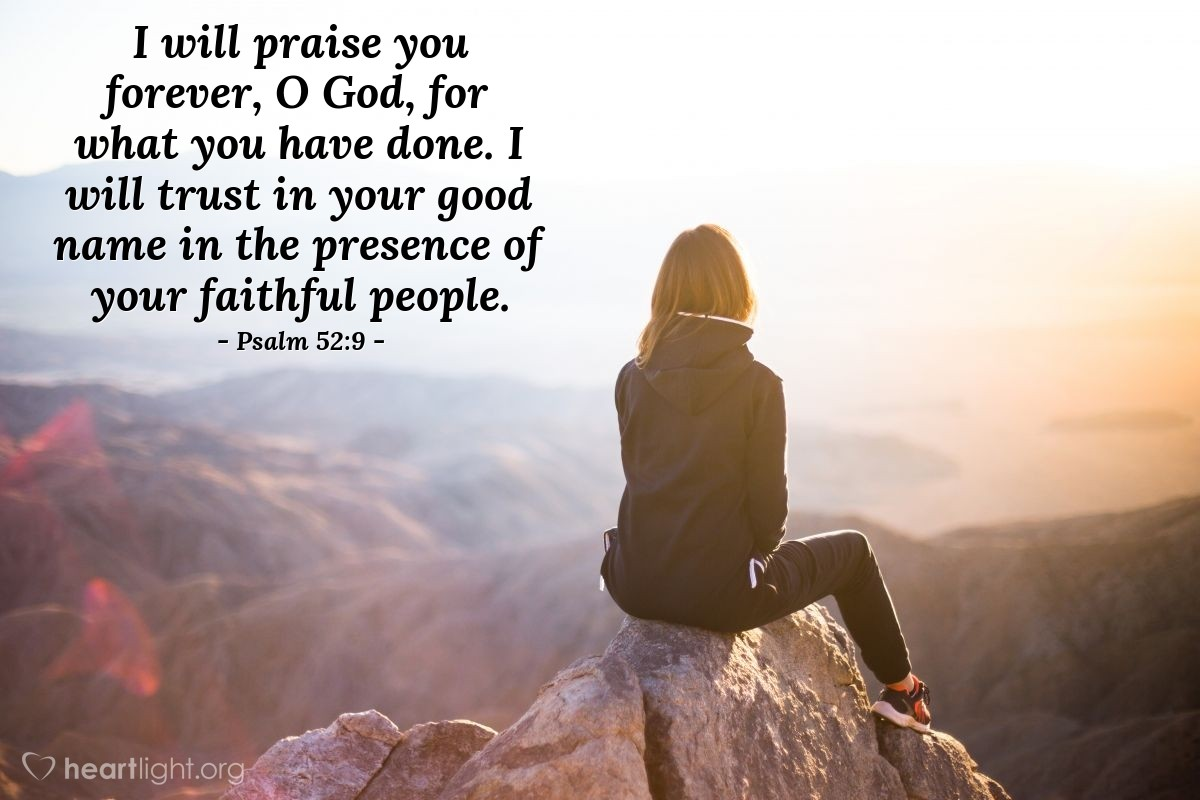 I will praise you
forever, O God, for
what you have done. I
will trust in your good
name in the presence of
your faithful people.
- Psalm 52:9 -
heartlight.org